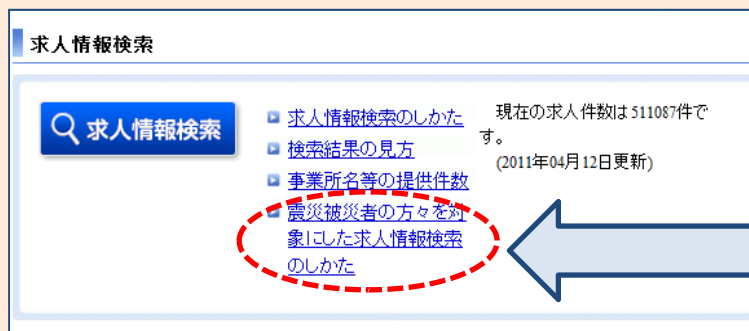 求人情報検索
求人情報検索
求人情報検索のしかた
検索結果の見方
事業所名等の提供件数
震災被災者の方々を対
象にした求人情報検索
のしかた
現在の求人件数は511087件で
す。
(2011年04月12日更新)